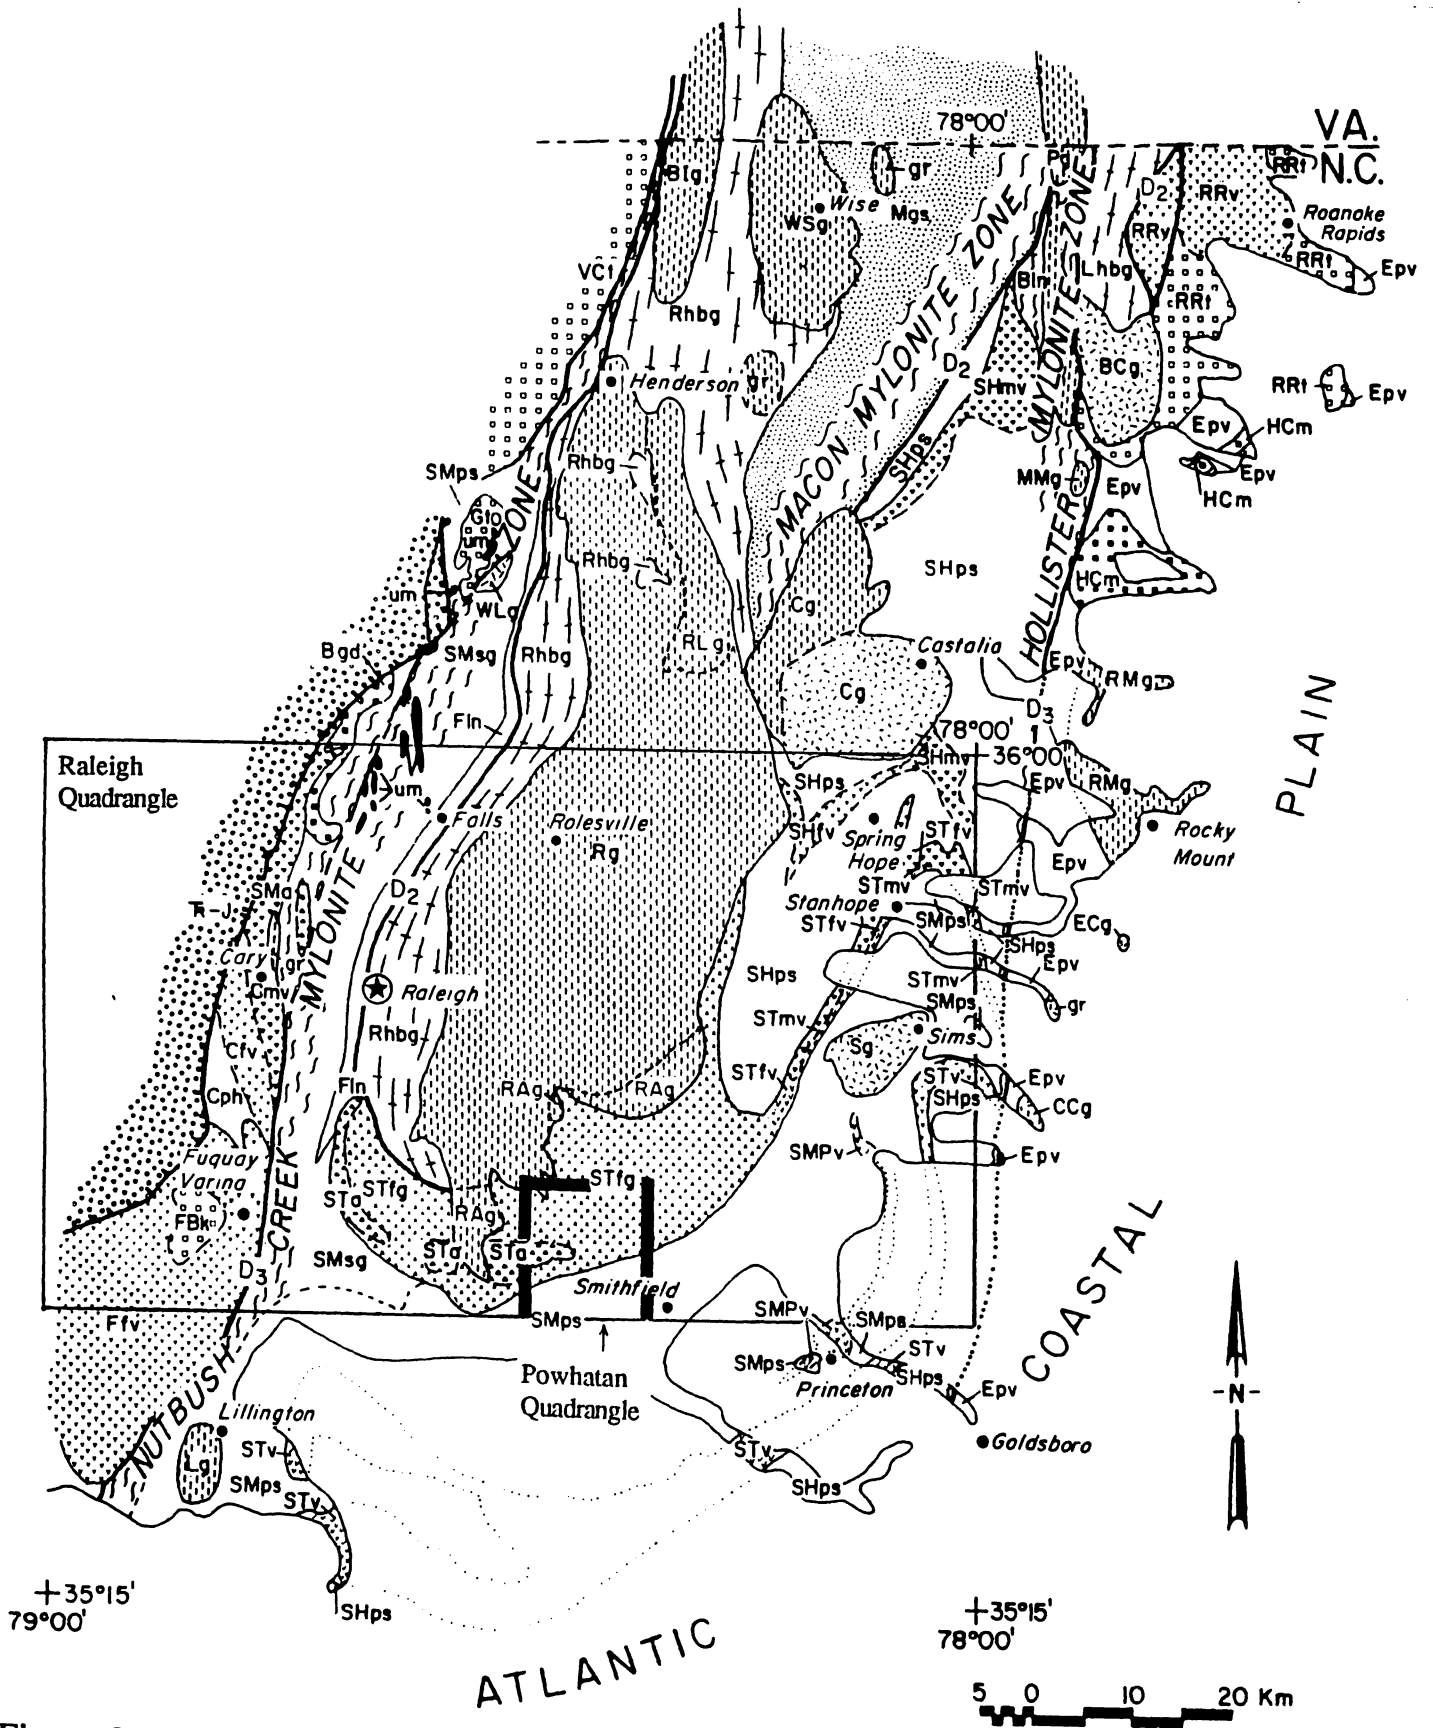 VA.
78°00'
N.C.
Pg
RRt
Blg
gr
D2
RRv
Wise
Mgs
WSg
Roanoke
Rapids
RRv
VCt
Lhbg
RRt
Epv
Bln
RRt
Rhbg
D2
BCg
Henderson
gr
SHmv
RRt
Epv
Epv
HCm
SHps
Rhbg
SMps
MMg
Epv
Epv
HCm
Gto
um
MACON MYLONITE ZONE
HOLLISTER MYLONITE ZONE
Rhbg
SHps
HCm
um
WLg
Cg
Bgd
SMsg
Rhbg
RLg
Castalia
Epv
RMg
Cg
D3
Fln
78°00'
36°00'
Raleigh
Quadrangle
SHmv
SHps
Epv
RMg
um
Falls
Rolesville
Rg
SHfv
Spring
Hope
STfv
Rocky
Mount
Epv
SMa
D2
STmv
STmv
Stanhope
SMps
STfv
ECg
TR-J
Cary
gr
Cmv
SHps
SHps
Epv
STmv
Raleigh
SMps
gr
STmv
Rhbg
Sg
Sims
Cfv
Fln
STfv
STv
Epv
RAg
RAg
SHps
CCg
Cph
SMPv
Epv
Fuquay
Varina
STfg
STfg
STa
FBk
RAg
STa
STa
SMsg
D3
Smithfield
Ffv
SMps
SMPv
SMps
STv
SMps
SHps
Powhatan
Quadrangle
Princeton
Epv
NUTBUSH CREEK MYLONITE ZONE
Lillington
STv
Goldsboro
Lg
STv
SMps
SHps
STv
-N-
35°15'
79°00'
SHps
35°15'
78°00'
ATLANTIC COASTAL PLAIN
5 0 10 20 Km